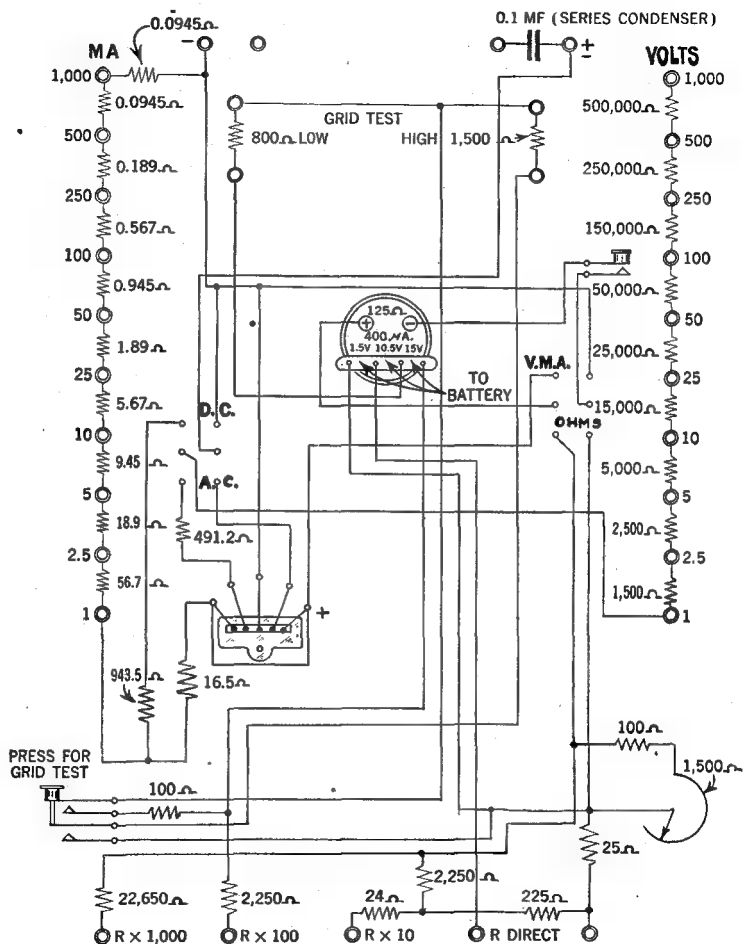 0.0945Ω
0.1 MF (SERIES CONDENSER)
−
±
MA
VOLTS
1,000
1,000
0.0945Ω
500,000Ω
GRID TEST
800Ω LOW
HIGH 1,500 Ω
500
500
0.189Ω
250,000Ω
250
250
0.567Ω
150,000Ω
100
100
0.945Ω
50,000Ω
125Ω
+
−
400 μA.
1.5V 10.5V 15V
50
50
1.89Ω
25,000Ω
V.M.A.
TO
BATTERY
25
25
5.67Ω
15,000Ω
D.C.
OHMS
10
10
9.45 Ω
5,000Ω
A.C.
5
5
18.9 Ω
491.2Ω
2,500Ω
2.5
2.5
56.7 Ω
1,500Ω
1
+
1
943.5 Ω
16.5Ω
100Ω
PRESS FOR
GRID TEST
1,500Ω
100Ω
25Ω
22,650Ω
2,250Ω
2,250 Ω
24Ω
225Ω
R × 1,000
R × 100
R × 10
R DIRECT